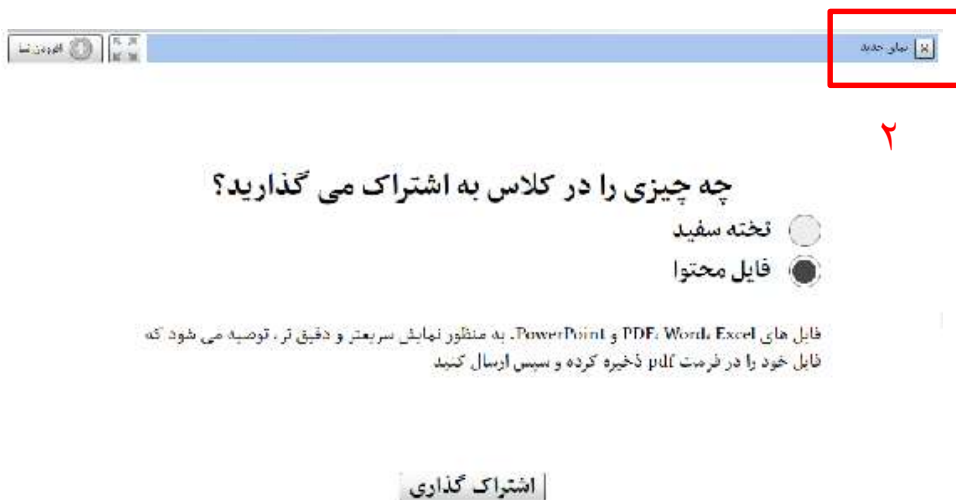 نمای جدید
افزودن نما
۲
چه چیزی را در کلاس به اشتراک می گذارید؟
تخته سفید
فایل محتوا
فایل های PDF، Word، Excel و PowerPoint. به منظور نمایش سریعتر و دقیق تر، توصیه می شود که
فایل خود را در فرمت pdf ذخیره کرده و سپس ارسال کنید
اشتراک گذاری